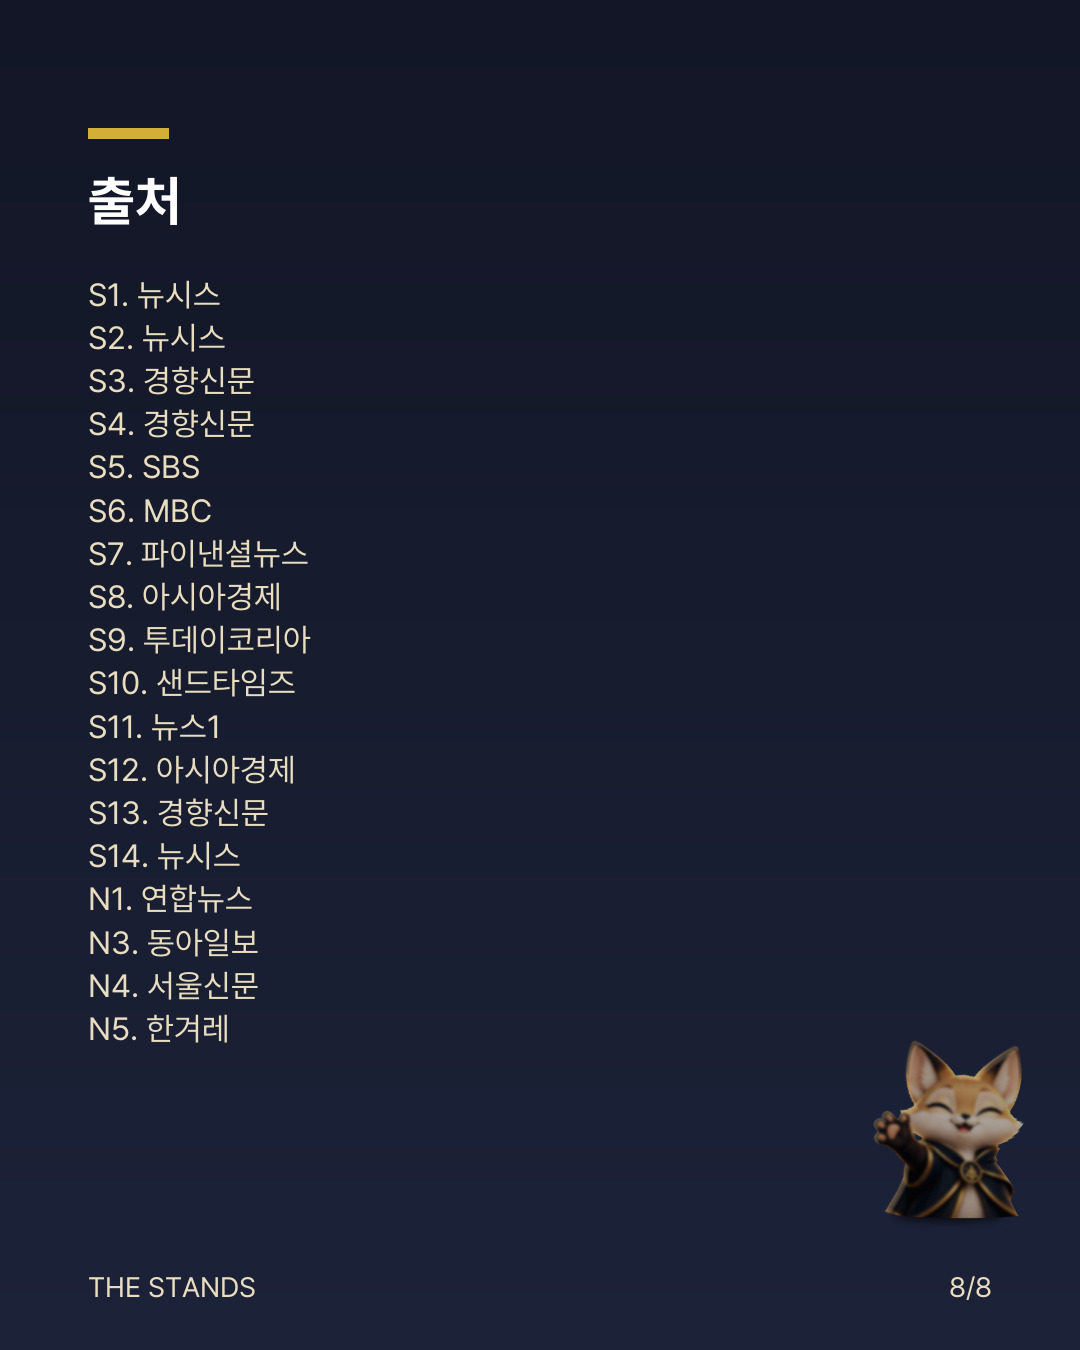 출처
S1. 뉴시스
S2. 뉴시스
S3. 경향신문
S4. 경향신문
S5. SBS
S6. MBC
S7. 파이낸셜뉴스
S8. 아시아경제
S9. 투데이코리아
S10. 샌드타임즈
S11. 뉴스1
S12. 아시아경제
S13. 경향신문
S14. 뉴시스
N1. 연합뉴스
N3. 동아일보
N4. 서울신문
N5. 한겨레
THE STANDS
8/8